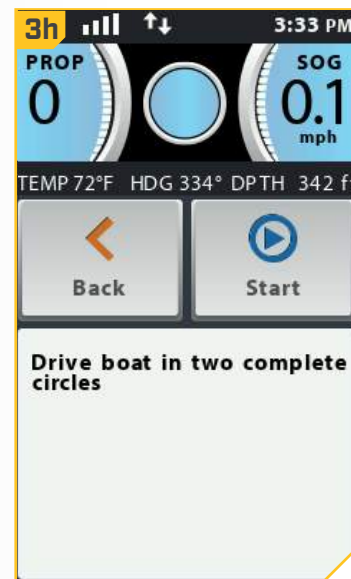 3h 3:33 PM
PROP SOG
0 0.1
mph
TEMP 72°F HDG 334° DPTH 342 f
Back Start
Drive boat in two complete
circles